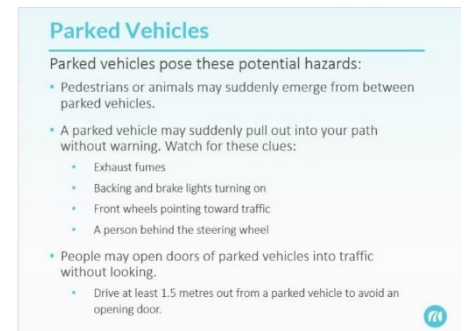 Parked Vehicles
Parked vehicles pose these potential hazards:
• Pedestrians or animals may suddenly emerge from between
parked vehicles.
• A parked vehicle may suddenly pull out into your path
without warning. Watch for these clues:
• Exhaust fumes
• Backing and brake lights turning on
• Front wheels pointing toward traffic
• A person behind the steering wheel
• People may open doors of parked vehicles into traffic
without looking.
• Drive at least 1.5 metres out from a parked vehicle to avoid an
opening door.